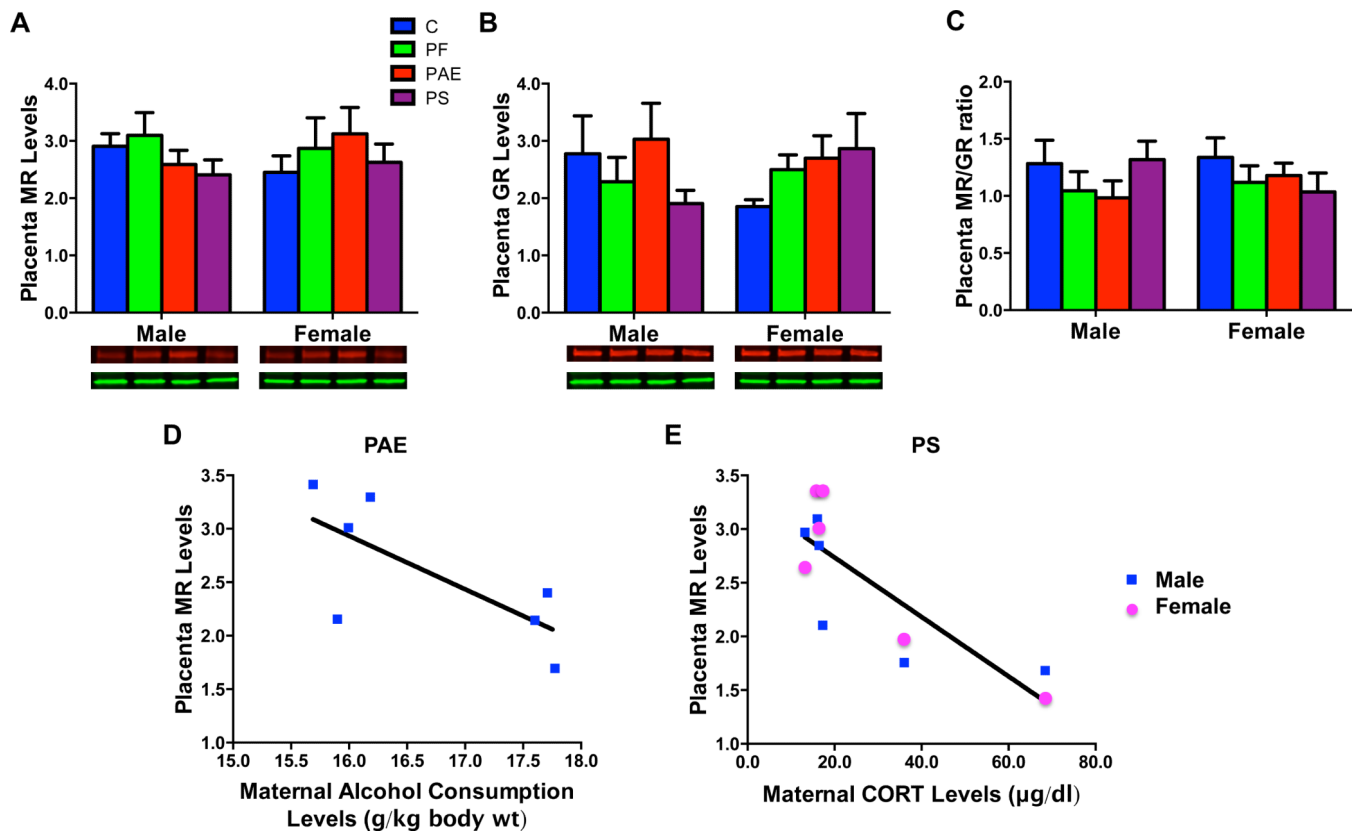 A
C
PF
PAE
PS
Placenta MR Levels
4.0
3.0
2.0
1.0
0.0
Male
Female
B
Placenta GR Levels
4.0
3.0
2.0
1.0
0.0
Male
Female
C
Placenta MR/GR ratio
2.0
1.5
1.0
0.5
0.0
Male
Female
D
PAE
Placenta MR Levels
3.5
3.0
2.5
2.0
1.5
1.0
15.0 15.5 16.0 16.5 17.0 17.5 18.0
Maternal Alcohol Consumption
Levels (g/kg body wt)
E
PS
Placenta MR Levels
3.5
3.0
2.5
2.0
1.5
1.0
0.0 20.0 40.0 60.0 80.0
Maternal CORT Levels (µg/dl)
Male
Female